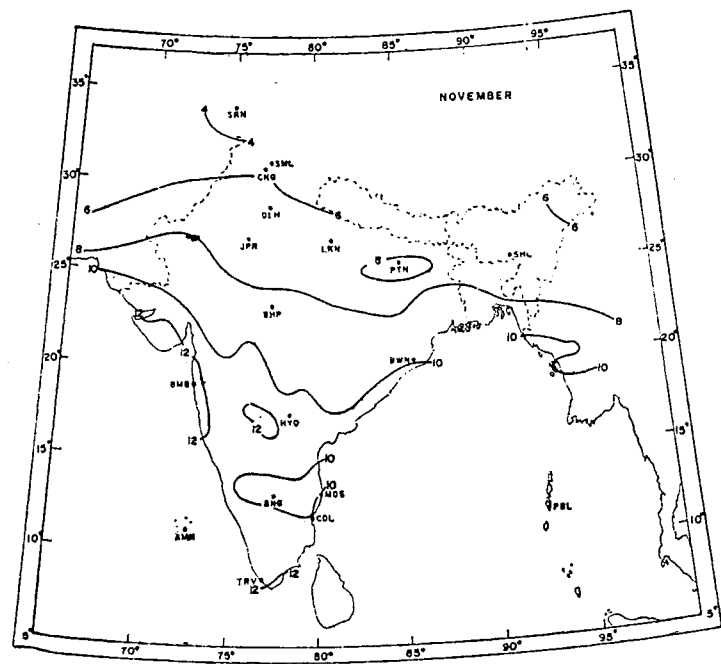 70° 75° 80° 85° 90° 95°
35° 35°
NOVEMBER
4 SRN
4
30° SML 30°
CHG
6 DLH 6 6 6
8 JPR LKN 8 PTN SHL 25°
25° 10
BHP 8
20° 12 BWN 10 10 10 20°
BMB
12 HYD
12
15° 10 15°
10 MDS
BNG
CDL PBL
10° AMN 10°
TRV 12 12
5° 5°
70° 75° 80° 85° 90° 95°